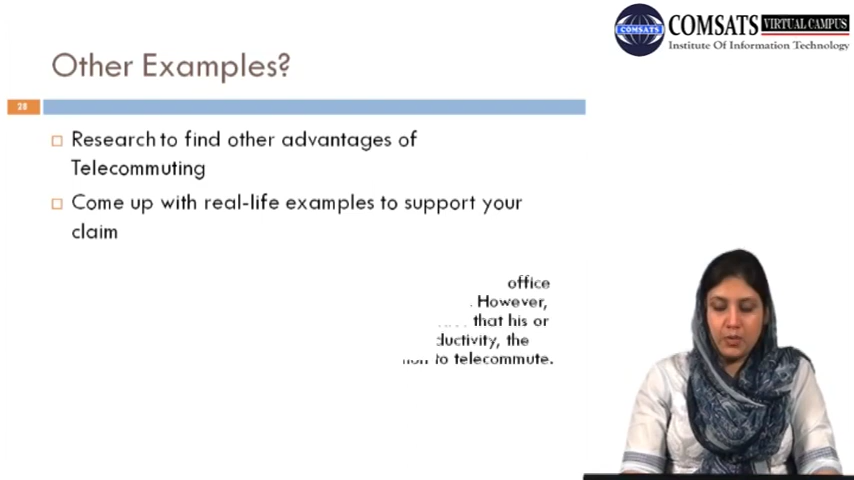 COMSATS VIRTUAL CAMPUS
COMSATS
Institute Of Information Technology
Other Examples?
28
Research to find other advantages of
Telecommuting
Come up with real-life examples to support your
claim
office
. However,
that his or
the
to telecommute.